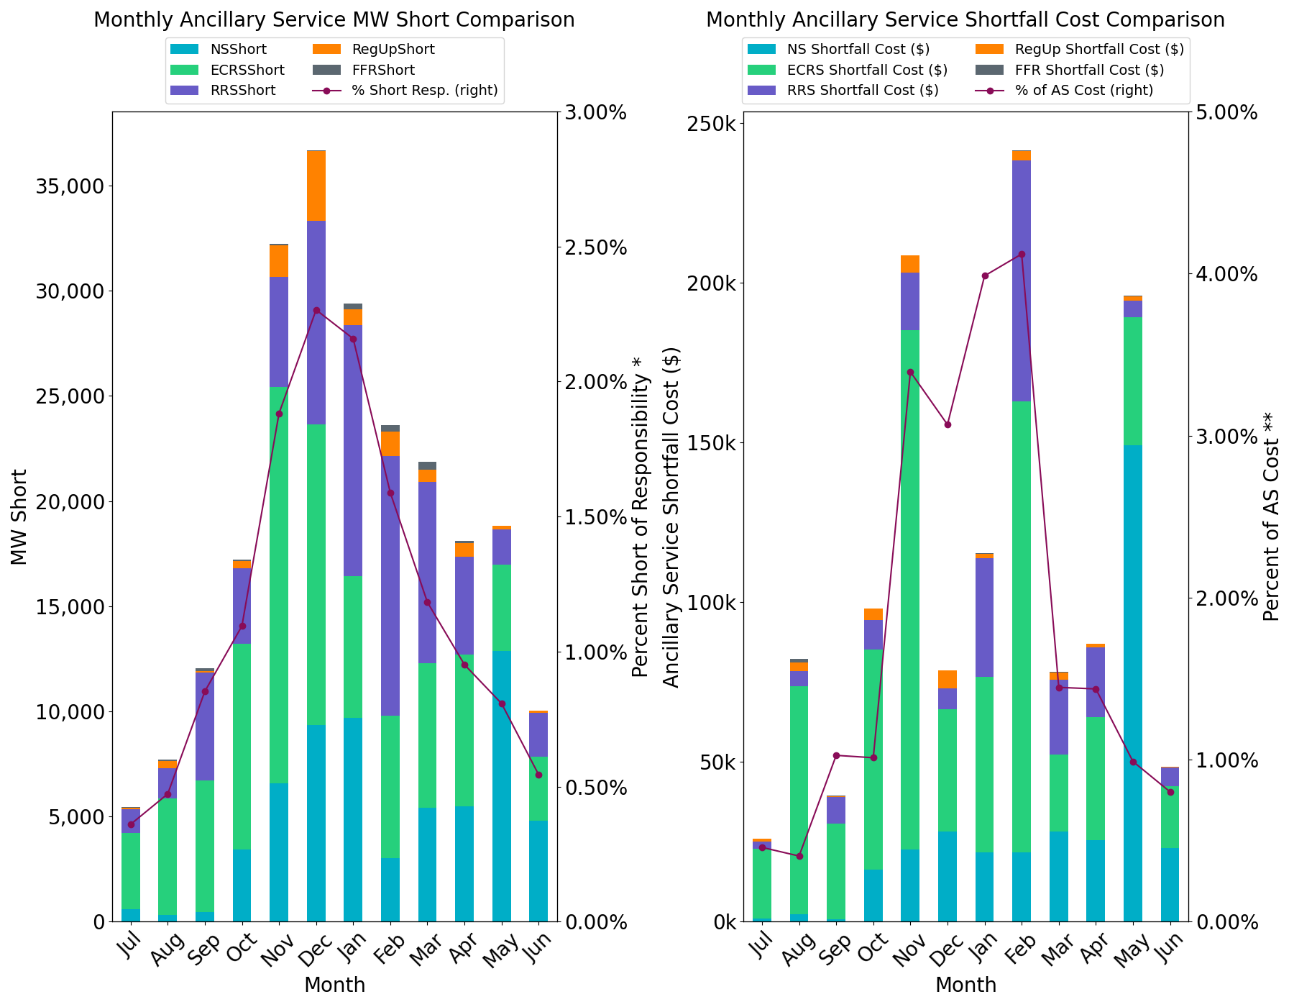 Monthly Ancillary Service MW Short Comparison
NSShort
ECRSShort
RRSShort
RegUpShort
FFRShort
% Short Resp. (right)
MW Short
0
5,000
10,000
15,000
20,000
25,000
30,000
35,000
0.00%
0.50%
1.00%
1.50%
2.00%
2.50%
3.00%
Percent Short of Responsibility *
Jul
Aug
Sep
Oct
Nov
Dec
Jan
Feb
Mar
Apr
May
Jun
Month
Monthly Ancillary Service Shortfall Cost Comparison
NS Shortfall Cost ($)
ECRS Shortfall Cost ($)
RRS Shortfall Cost ($)
RegUp Shortfall Cost ($)
FFR Shortfall Cost ($)
% of AS Cost (right)
Ancillary Service Shortfall Cost ($)
0k
50k
100k
150k
200k
250k
0.00%
1.00%
2.00%
3.00%
4.00%
5.00%
Percent of AS Cost **
Jul
Aug
Sep
Oct
Nov
Dec
Jan
Feb
Mar
Apr
May
Jun
Month